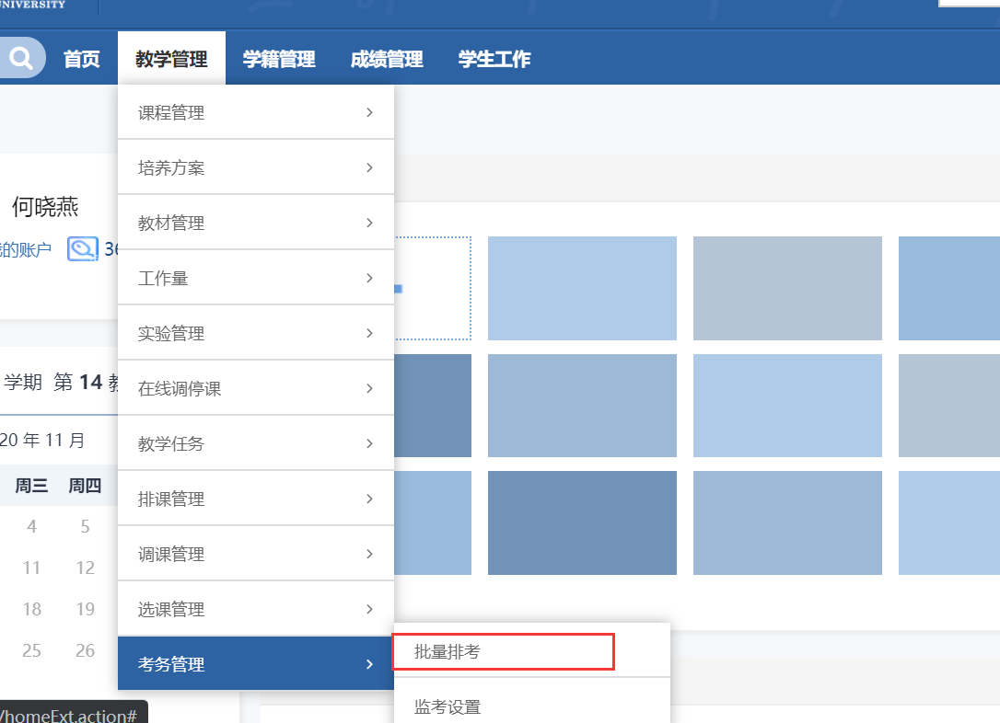 UNIVERSITY
首页 教学管理 学籍管理 成绩管理 学生工作
课程管理
培养方案
教材管理
工作量
实验管理
在线调停课
教学任务
排课管理
调课管理
选课管理
考务管理
批量排考
监考设置
何晓燕
的账户 36
学期 第 14 教
20 年 11 月
周三 周四
4 5
11 12
18 19
25 26
/homeExt.action#